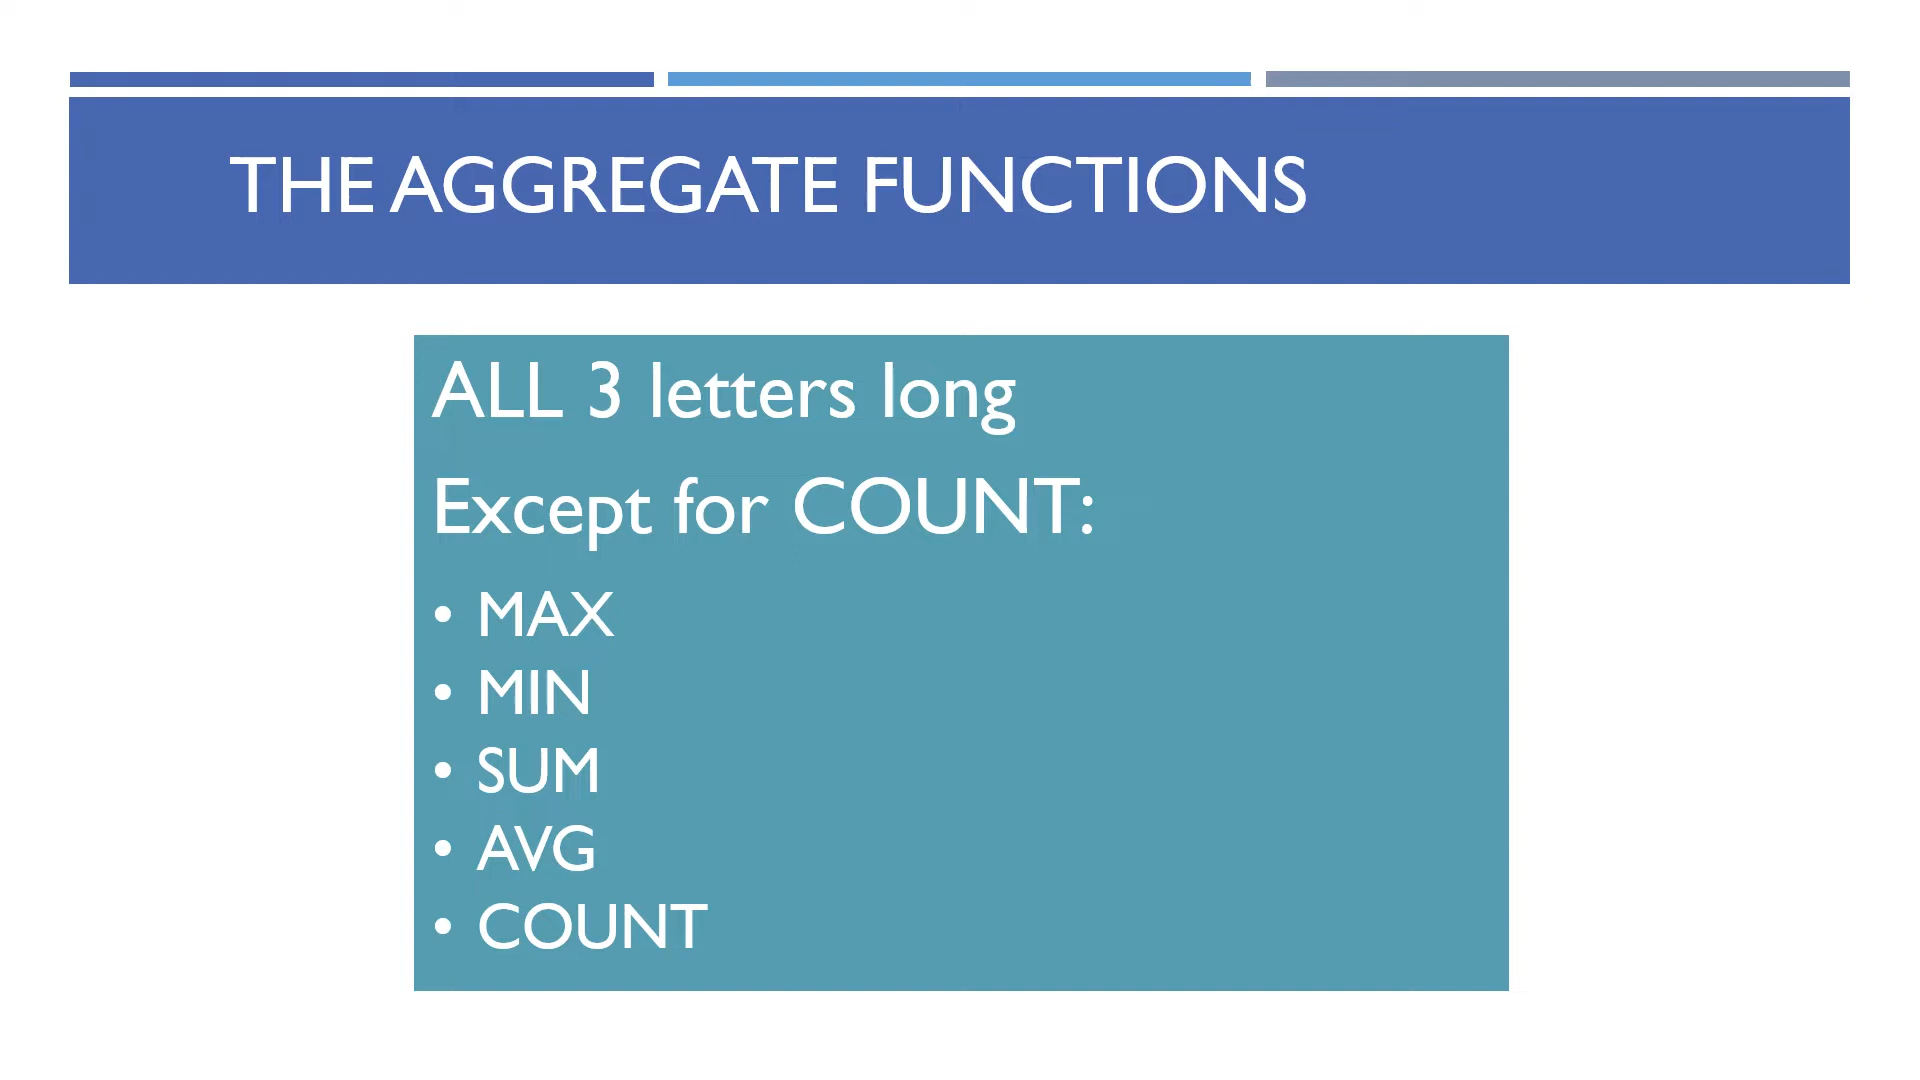 THE AGGREGATE FUNCTIONS
ALL 3 letters long
Except for COUNT:
• MAX
• MIN
• SUM
• AVG
• COUNT